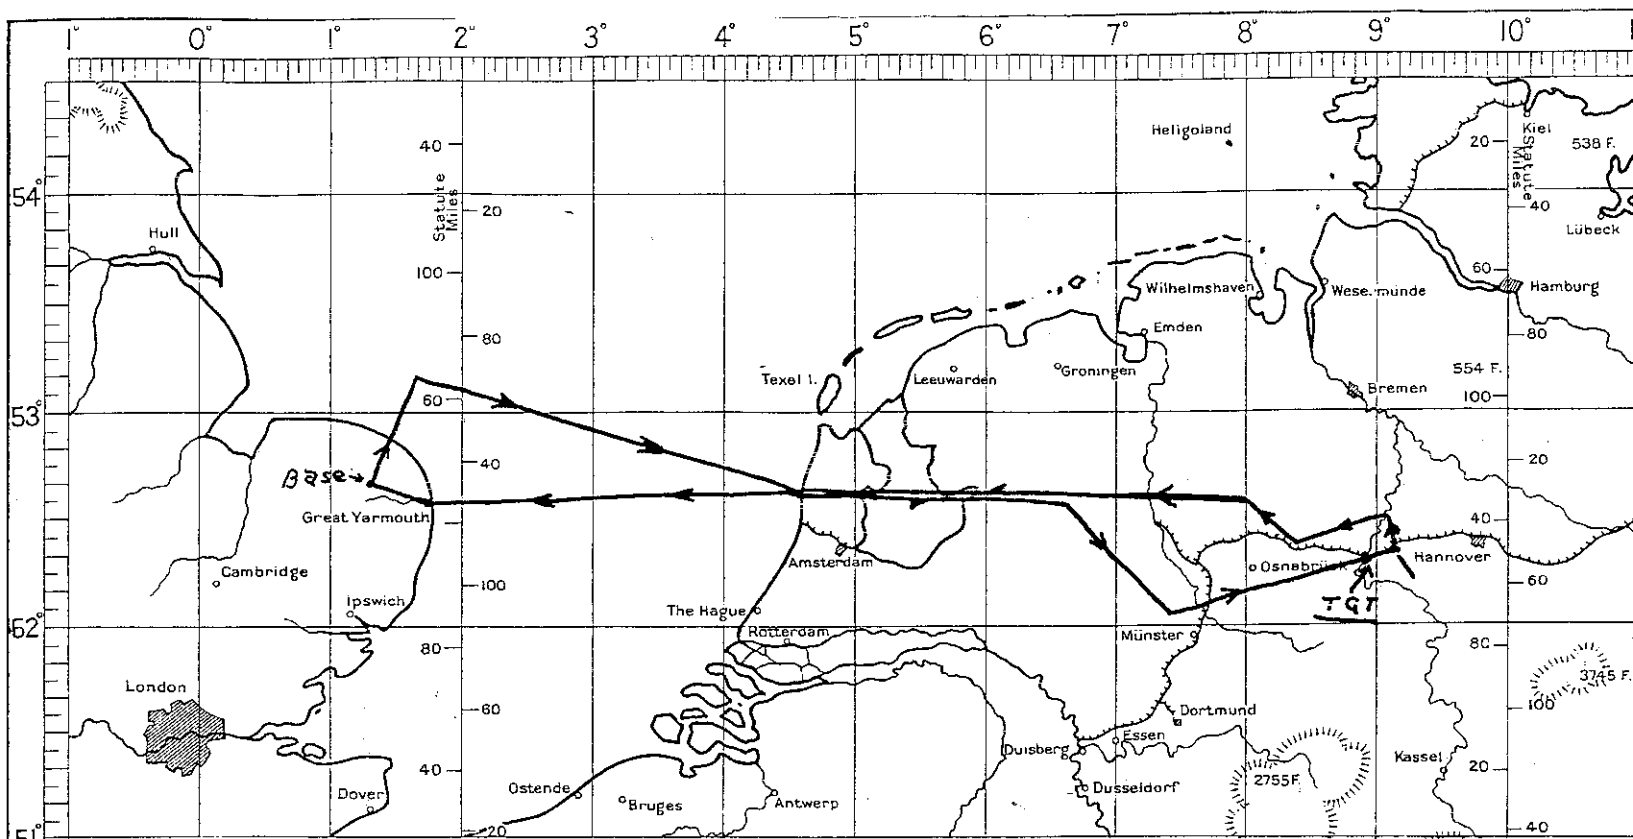 1° 0° 1° 2° 3° 4° 5° 6° 7° 8° 9° 10°
Heligoland
Kiel
538 F.
Statute Miles
20
40
40
20
100
80
60
40
100
80
60
40
20
Statute Miles
54°
Hull
Lübeck
60
Wilhelmshaven
Wese.münde
Hamburg
Emden
80
Texel I.
Leeuwarden
Groningen
554 F.
Bremen
100
53°
20
Base
Great Yarmouth
40
Amsterdam
Osnabrück
Hannover
Cambridge
60
TGT
Ipswich
The Hague
52°
Rotterdam
Münster
80
London
3745 F.
100
Dortmund
Duisberg
Essen
Kassel
20
2755F.
Dover
Ostende
Bruges
Antwerp
Dusseldorf
51°
40